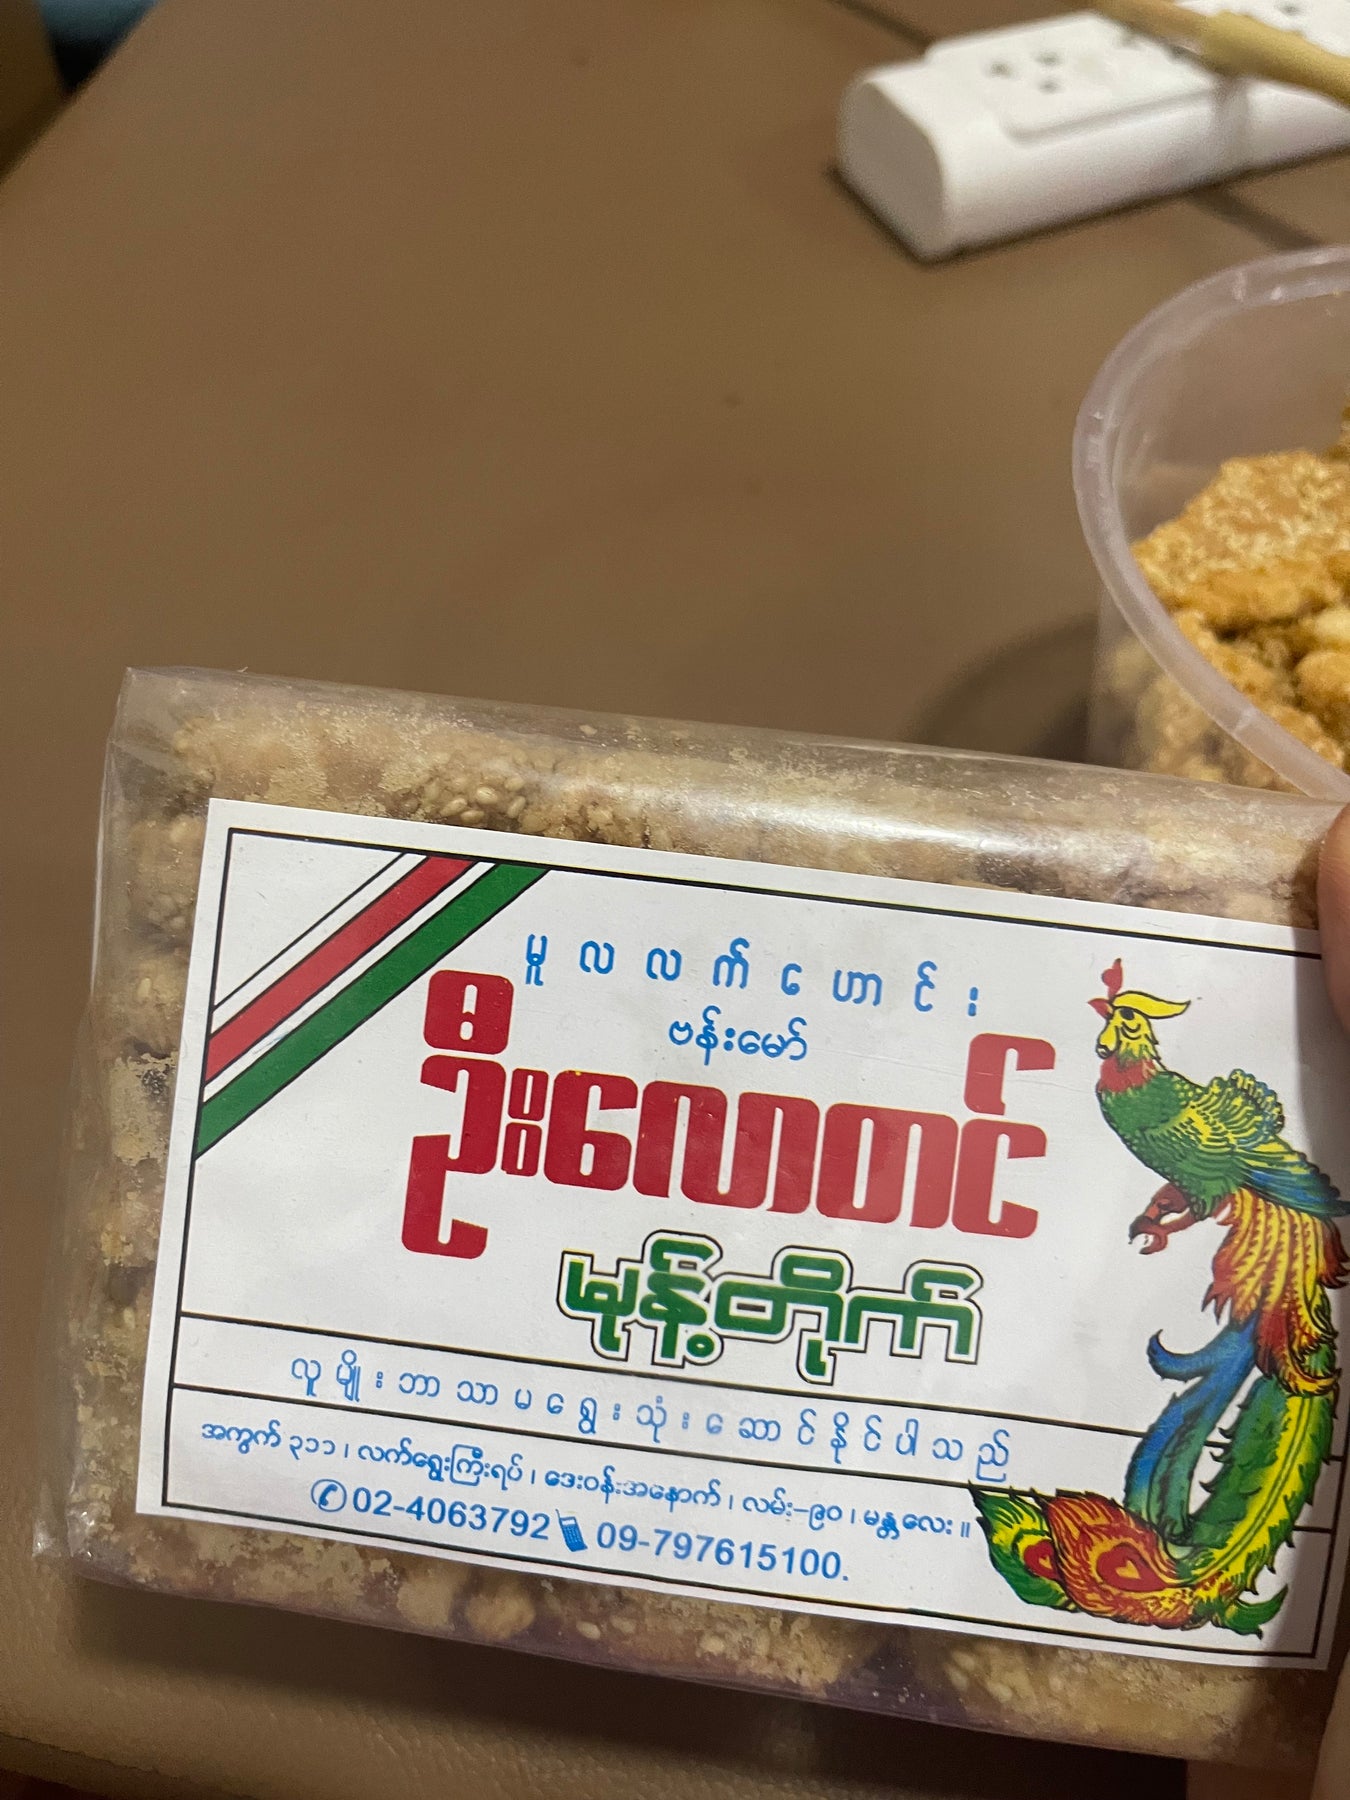 မူလလက်ဟောင်း
ဗန်းမော်
ဦးလောတင်
မုန့်တိုက်
လူမျိုးဘာသာမရွေးသုံးဆောင်နိုင်ပါသည်
အကွက် ၃၁၁ ၊ လက်ရွေးကြီးရပ် ၊ ဒေးဝန်းအနောက် ၊ လမ်း-၉၀ ၊ မန္တလေး ။
02-4063792 09-797615100.